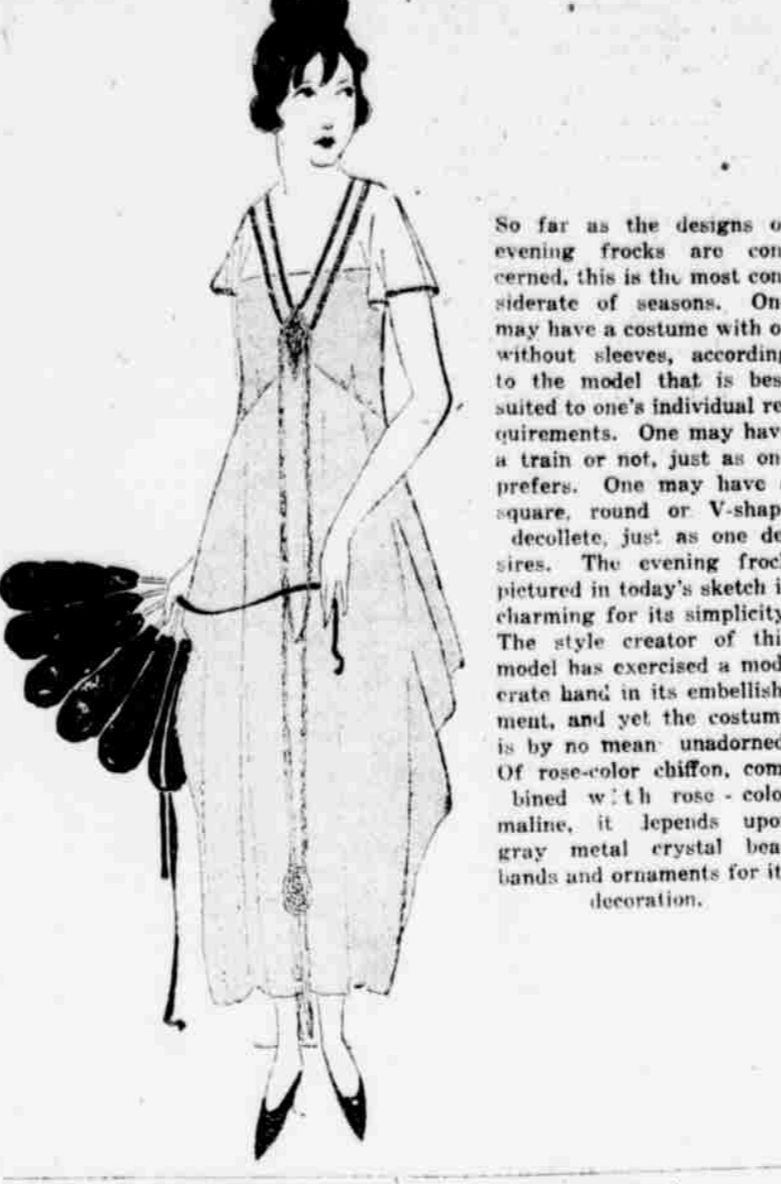 So far as the designs o
evening frocks are con
cerned, this is the most con
siderate of seasons. On
may have a costume with o
without sleeves, according
to the model that is bes
suited to one's individual re
quirements. One may hav
a train or not, just as on
prefers. One may have
square, round or V-shap
decollete, just as one de
sires. The evening froc
pictured in today's sketch i
charming for its simplicity
The style creator of thi
model has exercised a mod
erate hand in its embellish
ment, and yet the costum
is by no mean unadorned
Of rose-color chiffon, com
bined with rose-colo
maline, it depends upo
gray metal crystal bea
bands and ornaments for it
decoration.